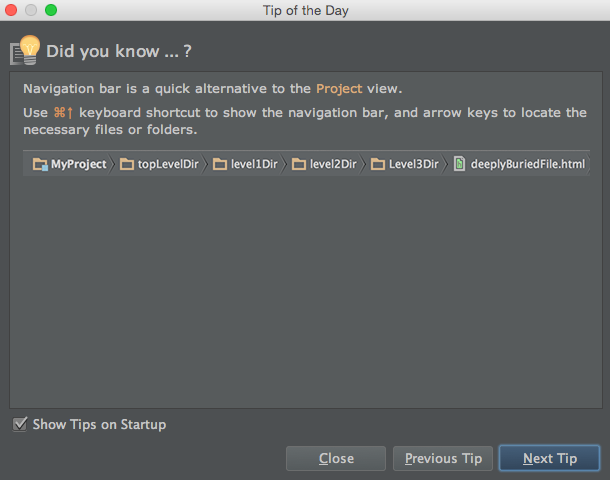 Tip of the Day
Did you know ... ?
Navigation bar is a quick alternative to the Project view.
Use ⌘↑ keyboard shortcut to show the navigation bar, and arrow keys to locate the
necessary files or folders.
MyProject topLevelDir level1Dir level2Dir Level3Dir deeplyBuriedFile.html
Show Tips on Startup
Close Previous Tip Next Tip